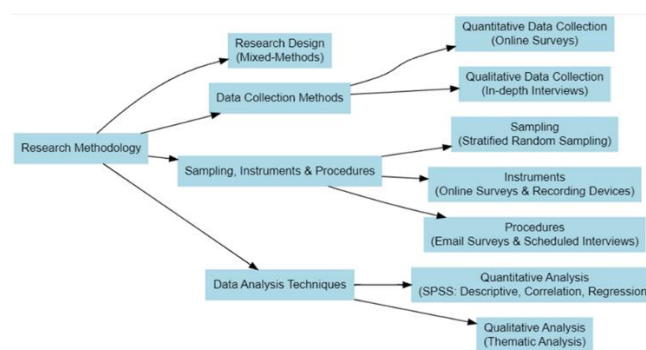 Quantitative Data Collection
(Online Surveys)
Research Design
(Mixed-Methods)
Qualitative Data Collection
(In-depth Interviews)
Data Collection Methods
Sampling
(Stratified Random Sampling)
Research Methodology
Sampling, Instruments & Procedures
Instruments
(Online Surveys & Recording Devices)
Procedures
(Email Surveys & Scheduled Interviews)
Data Analysis Techniques
Quantitative Analysis
(SPSS: Descriptive, Correlation, Regression
Qualitative Analysis
(Thematic Analysis)